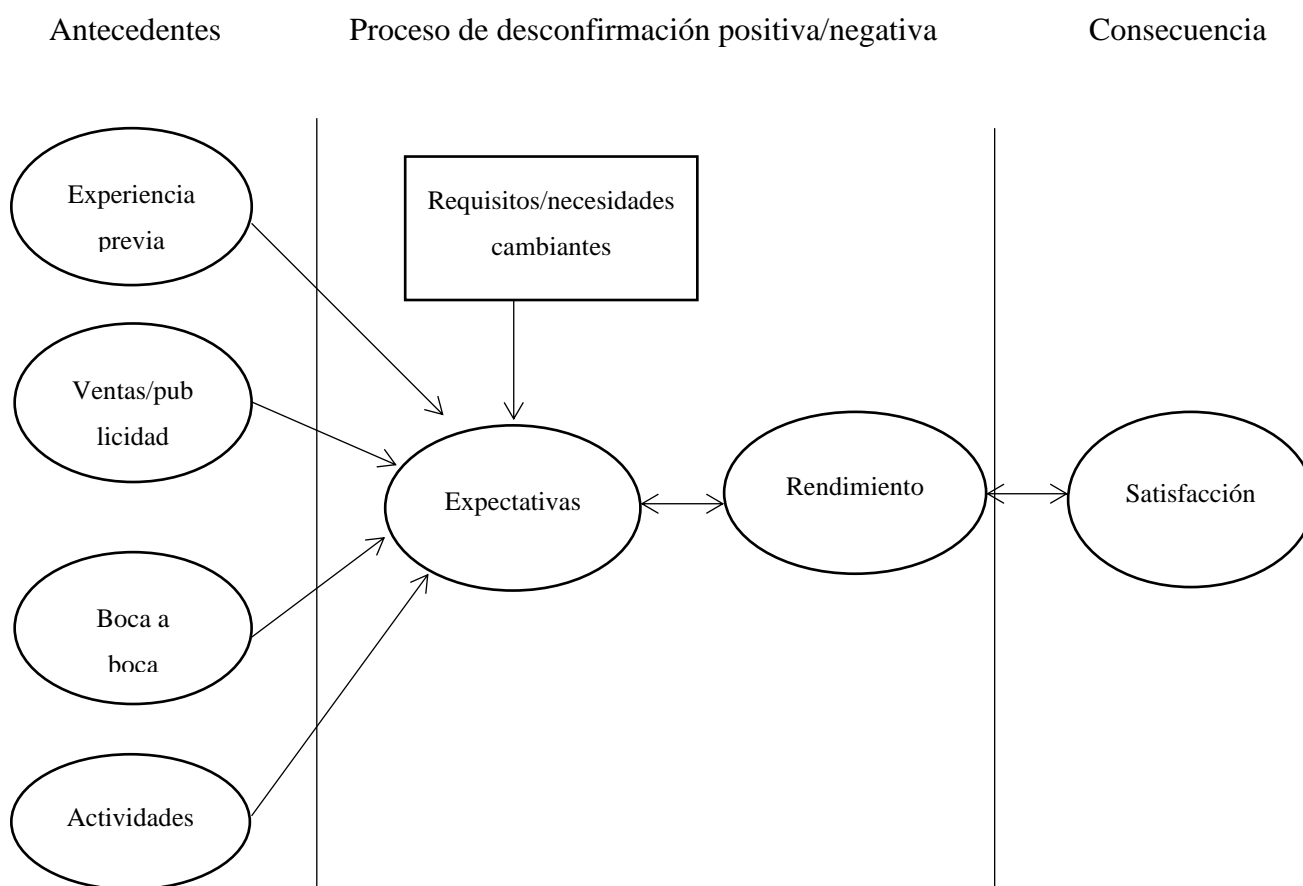 Antecedentes
Proceso de desconfirmación positiva/negativa
Consecuencia
Experiencia
previa
Requisitos/necesidades
cambiantes
Ventas/pub
licidad
Expectativas
Rendimiento
Satisfacción
Boca a
boca
Actividades